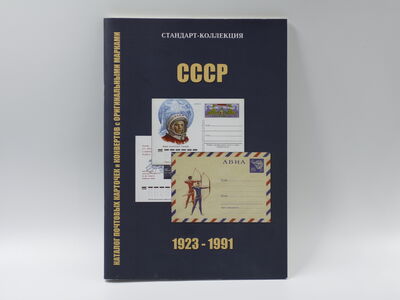 СТАНДАРТ-КОЛЛЕКЦИЯ
СССР
КАТАЛОГ ПОЧТОВЫХ КАРТОЧЕК и КОНВЕРТОВ с ОРИГИНАЛЬНЫМИ МАРКАМИ
АВИА
1923 - 1991